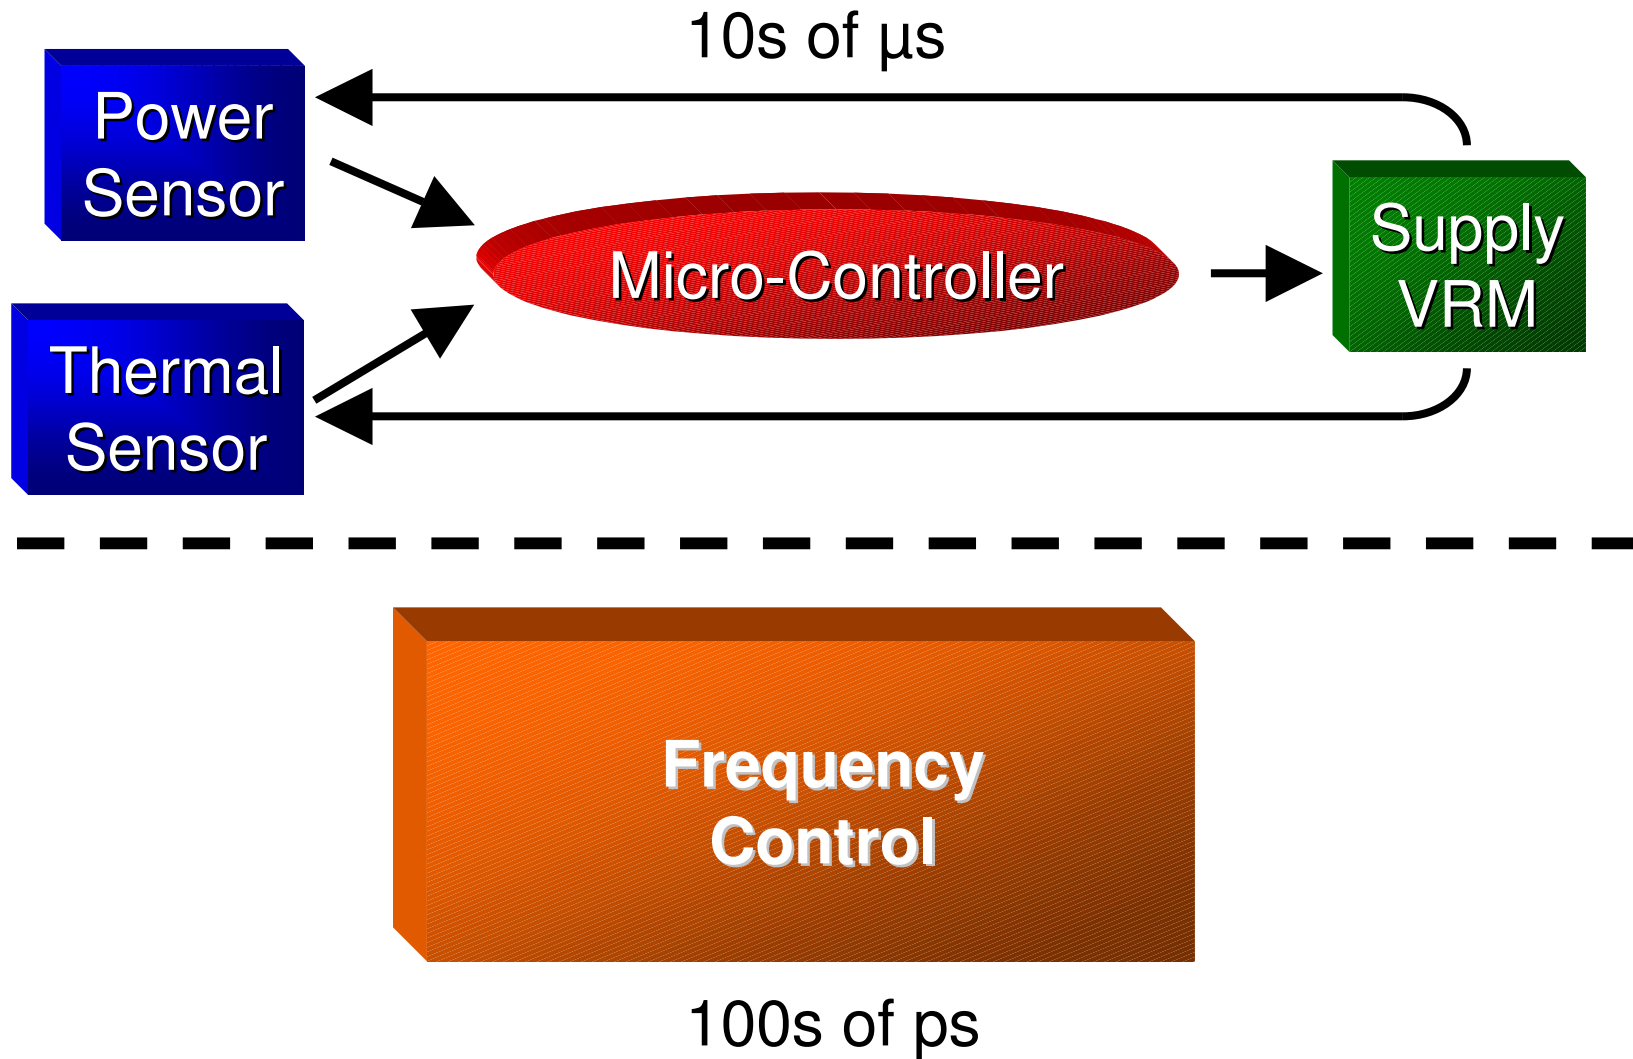 10s of µs
Power
Sensor
Micro-Controller
Supply
VRM
Thermal
Sensor
Frequency
Control
100s of ps